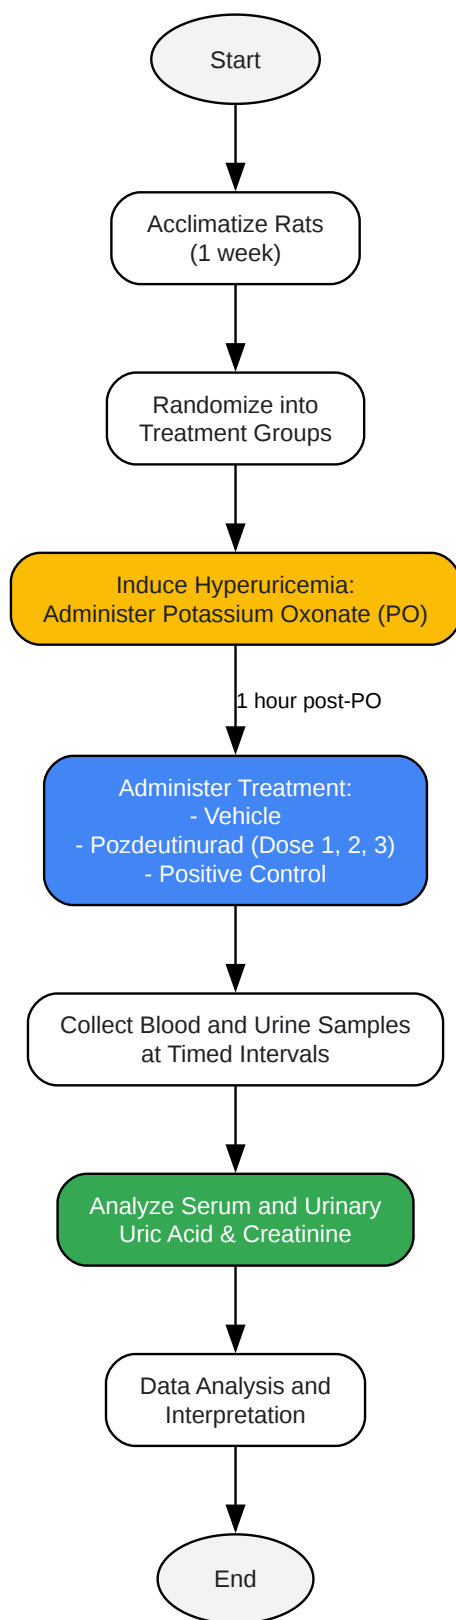 Start
Acclimatize Rats
(1 week)
Randomize into
Treatment Groups
Induce Hyperuricemia:
Administer Potassium Oxonate (PO)
1 hour post-PO
Administer Treatment:
- Vehicle
- Pozdeutinurad (Dose 1, 2, 3)
- Positive Control
Collect Blood and Urine Samples
at Timed Intervals
Analyze Serum and Urinary
Uric Acid & Creatinine
Data Analysis and
Interpretation
End